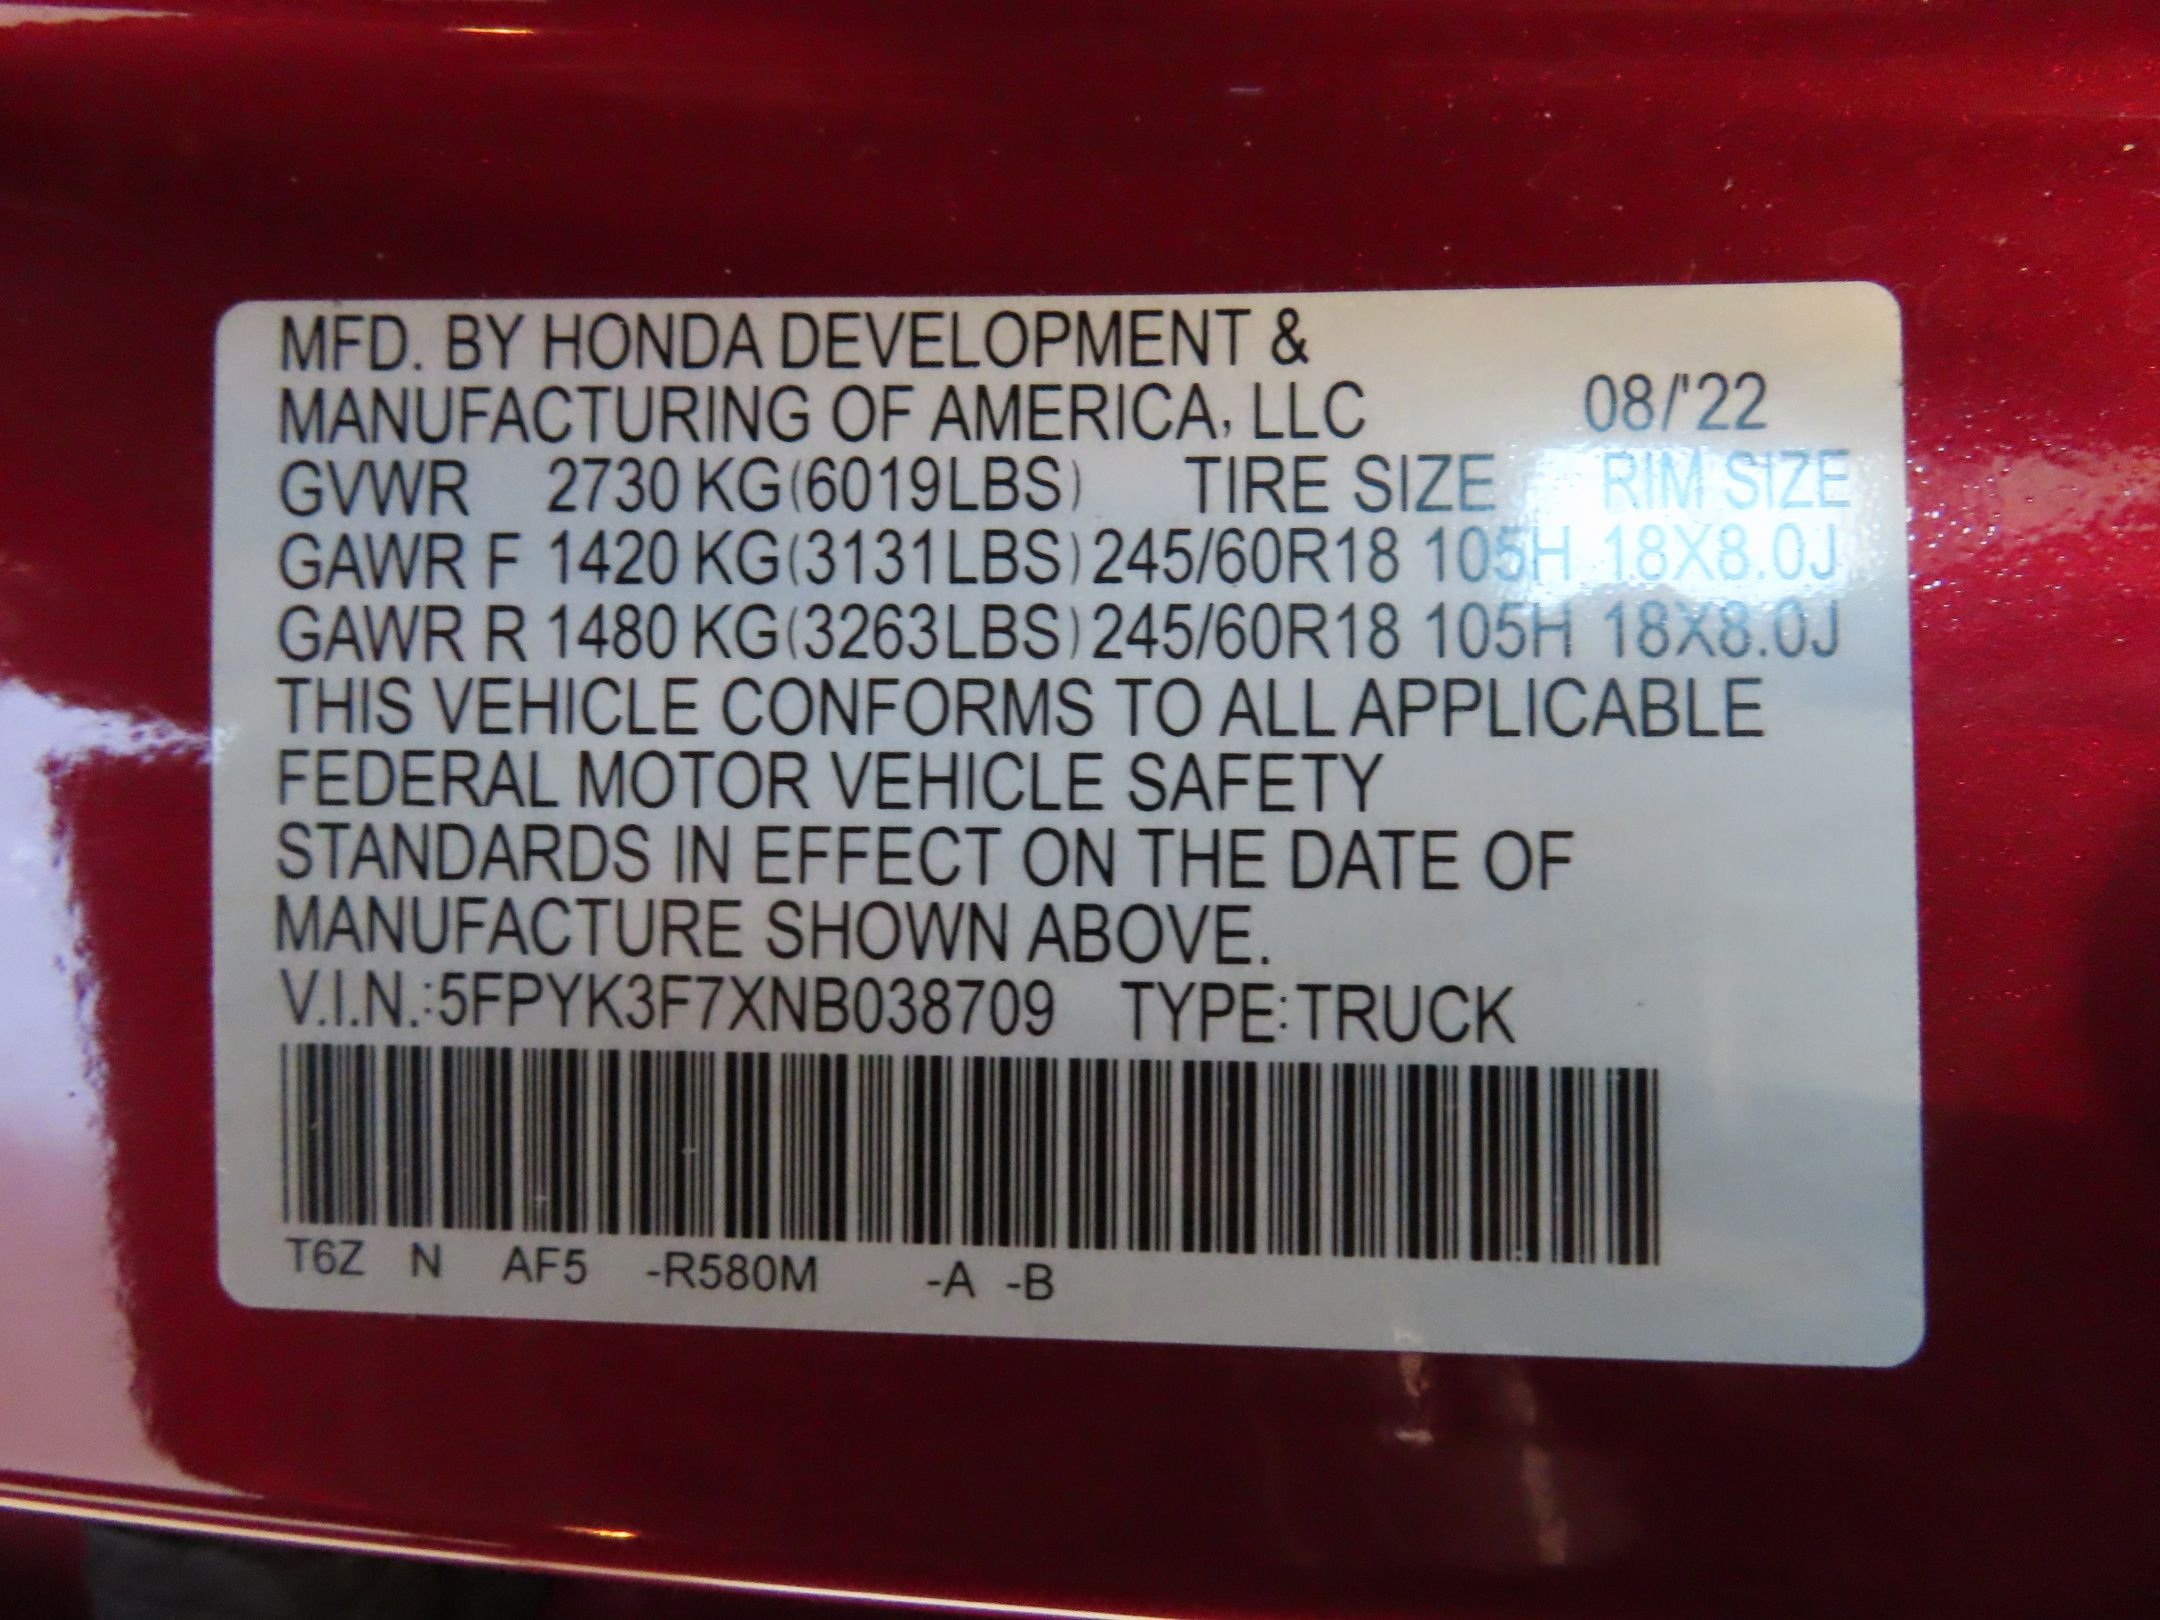 MFD. BY HONDA DEVELOPMENT &
MANUFACTURING OF AMERICA, LLC 08/'22
GVWR 2730 KG(6019LBS) TIRE SIZE RIM SIZE
GAWR F 1420 KG(3131LBS) 245/60R18 105H 18X8.0J
GAWR R 1480 KG(3263LBS) 245/60R18 105H 18X8.0J
THIS VEHICLE CONFORMS TO ALL APPLICABLE
FEDERAL MOTOR VEHICLE SAFETY
STANDARDS IN EFFECT ON THE DATE OF
MANUFACTURE SHOWN ABOVE.
V.I.N.:5FPYK3F7XNB038709 TYPE:TRUCK
T6Z N AF5 -R580M -A -B